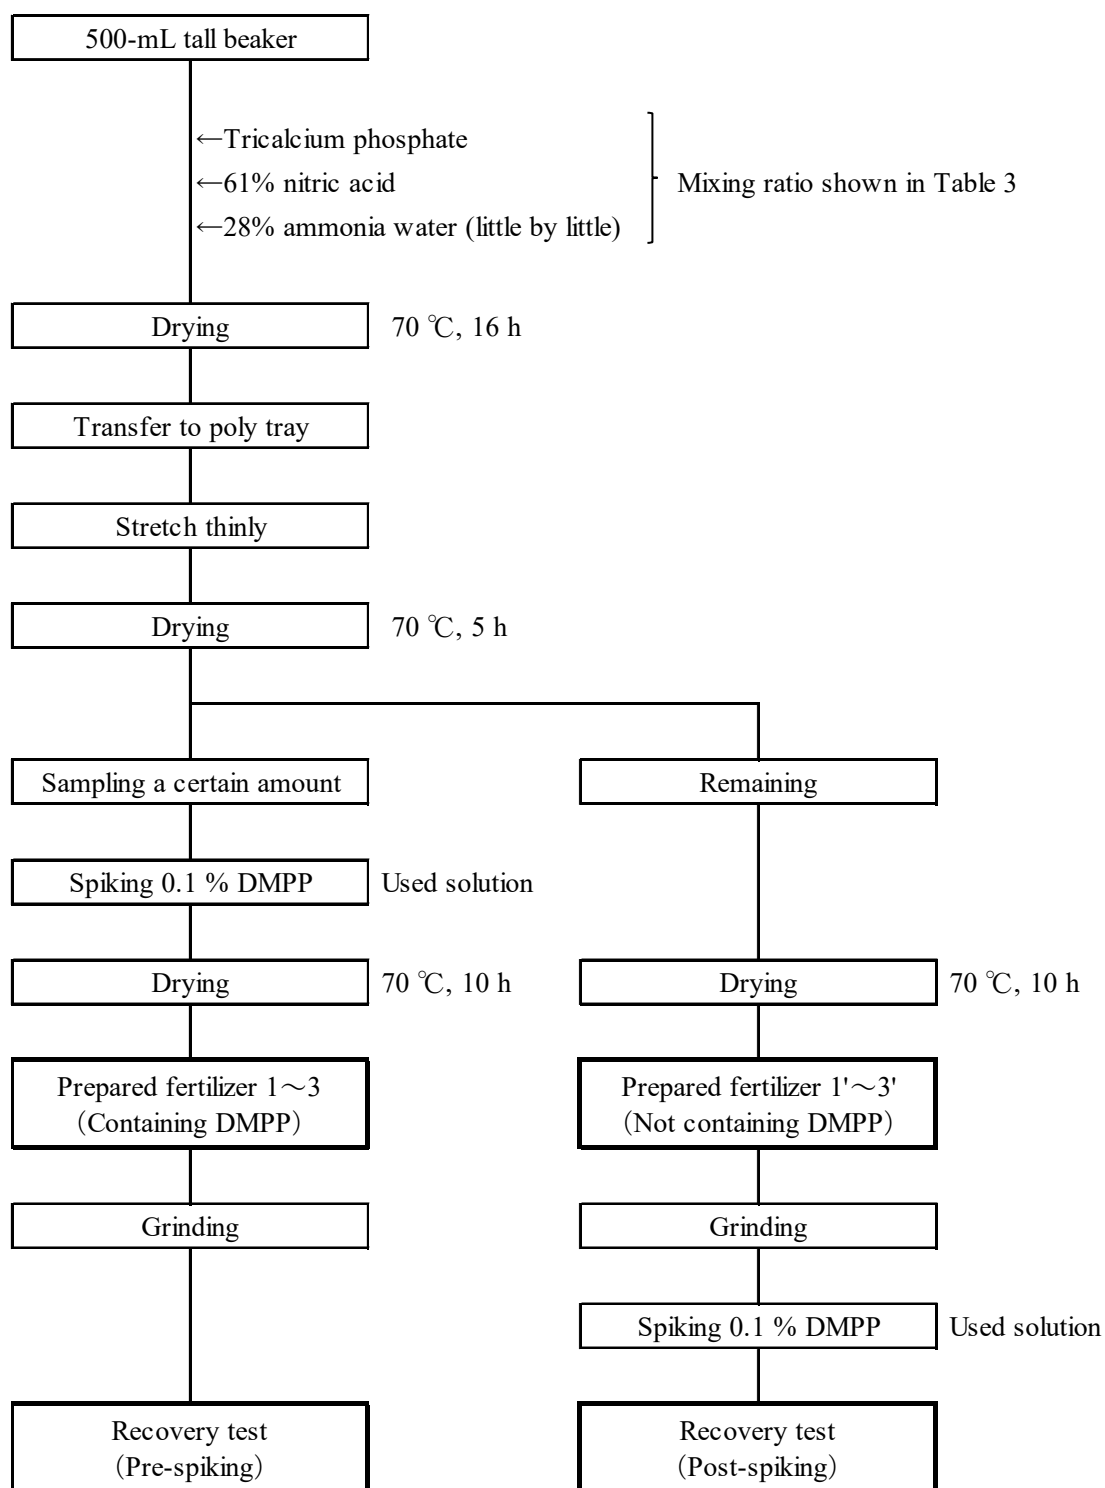 500-mL tall beaker
←Tricalcium phosphate
←61% nitric acid
←28% ammonia water (little by little)
Mixing ratio shown in Table 3
Drying
70 ℃, 16 h
Transfer to poly tray
Stretch thinly
Drying
70 ℃, 5 h
Sampling a certain amount
Remaining
Spiking 0.1 % DMPP
Used solution
Drying
70 ℃, 10 h
Drying
70 ℃, 10 h
Prepared fertilizer 1～3
（Containing DMPP）
Prepared fertilizer 1'～3'
（Not containing DMPP）
Grinding
Grinding
Spiking 0.1 % DMPP
Used solution
Recovery test
（Pre-spiking）
Recovery test
（Post-spiking）